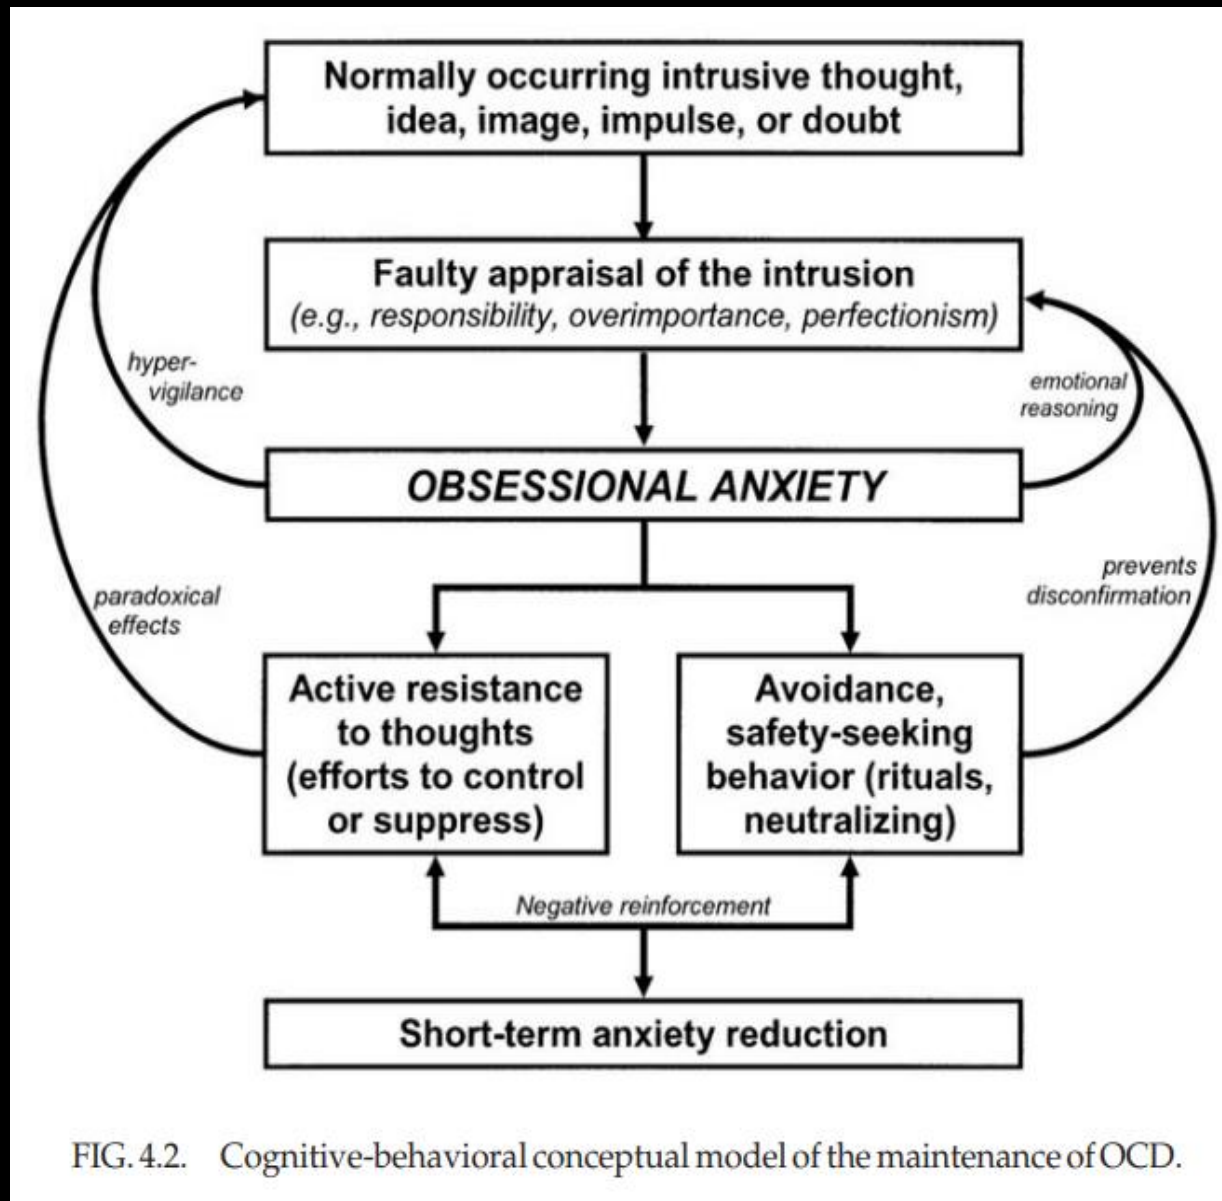 Normally occurring intrusive thought,
idea, image, impulse, or doubt
Faulty appraisal of the intrusion
(e.g., responsibility, overimportance, perfectionism)
hyper-
vigilance
emotional
reasoning
OBSESSIONAL ANXIETY
paradoxical
effects
prevents
disconfirmation
Active resistance
to thoughts
(efforts to control
or suppress)
Avoidance,
safety-seeking
behavior (rituals,
neutralizing)
Negative reinforcement
Short-term anxiety reduction
FIG. 4.2. Cognitive-behavioral conceptual model of the maintenance of OCD.